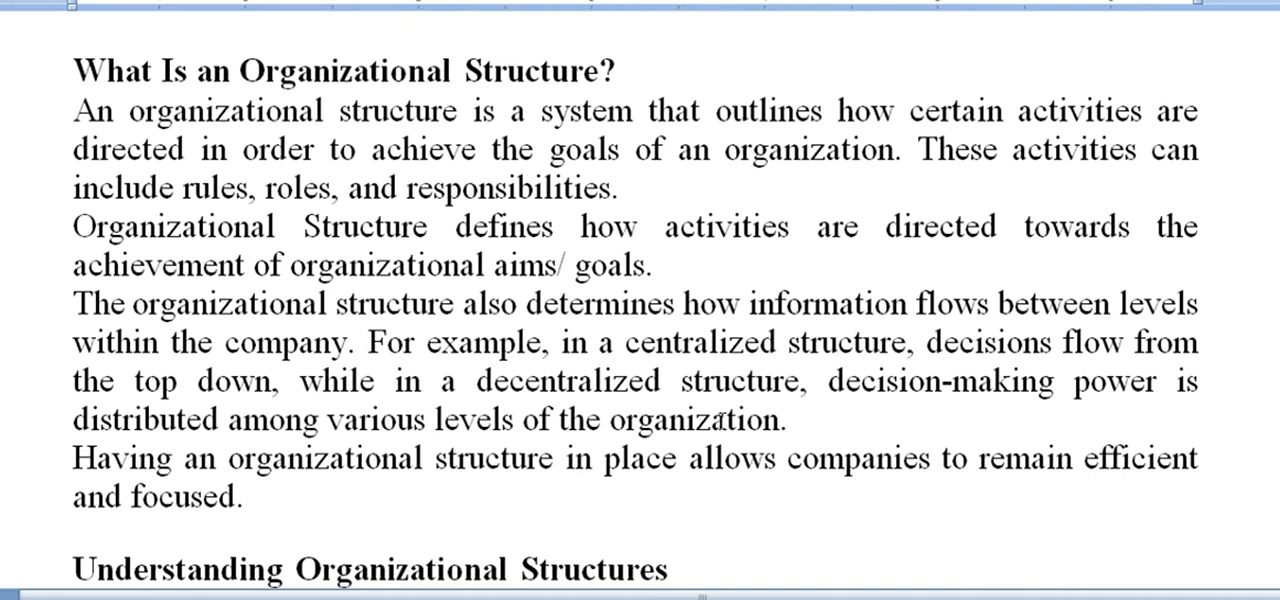 What Is an Organizational Structure?
An organizational structure is a system that outlines how certain activities are
directed in order to achieve the goals of an organization. These activities can
include rules, roles, and responsibilities.
Organizational Structure defines how activities are directed towards the
achievement of organizational aims/ goals.
The organizational structure also determines how information flows between levels
within the company. For example, in a centralized structure, decisions flow from
the top down, while in a decentralized structure, decision-making power is
distributed among various levels of the organization.
Having an organizational structure in place allows companies to remain efficient
and focused.
Understanding Organizational Structures